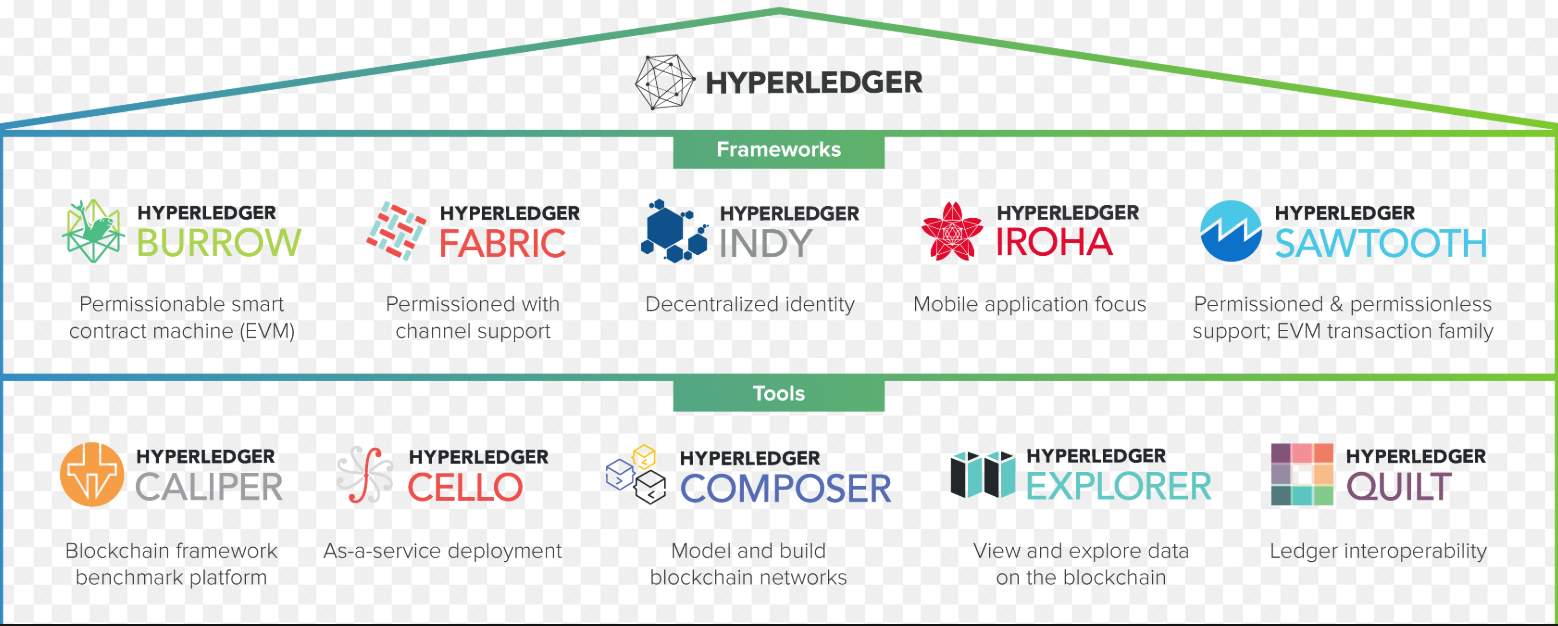 HYPERLEDGER
Frameworks
HYPERLEDGER
BURROW
Permissionable smart
contract machine (EVM)
HYPERLEDGER
FABRIC
Permissioned with
channel support
HYPERLEDGER
INDY
Decentralized identity
HYPERLEDGER
IROHA
Mobile application focus
HYPERLEDGER
SAWTOOTH
Permissioned & permissionless
support; EVM transaction family
Tools
HYPERLEDGER
CALIPER
Blockchain framework
benchmark platform
HYPERLEDGER
CELLO
As-a-service deployment
HYPERLEDGER
COMPOSER
Model and build
blockchain networks
HYPERLEDGER
EXPLORER
View and explore data
on the blockchain
HYPERLEDGER
QUILT
Ledger interoperability